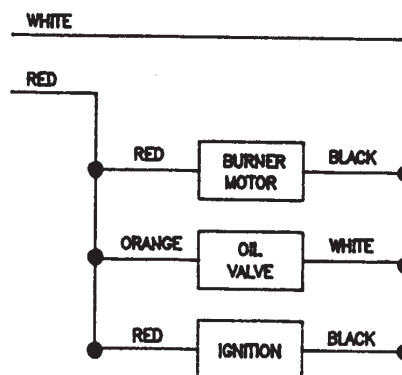 WHITE
RED
RED
BURNER
MOTOR
BLACK
ORANGE
OIL
VALVE
WHITE
RED
IGNITION
BLACK